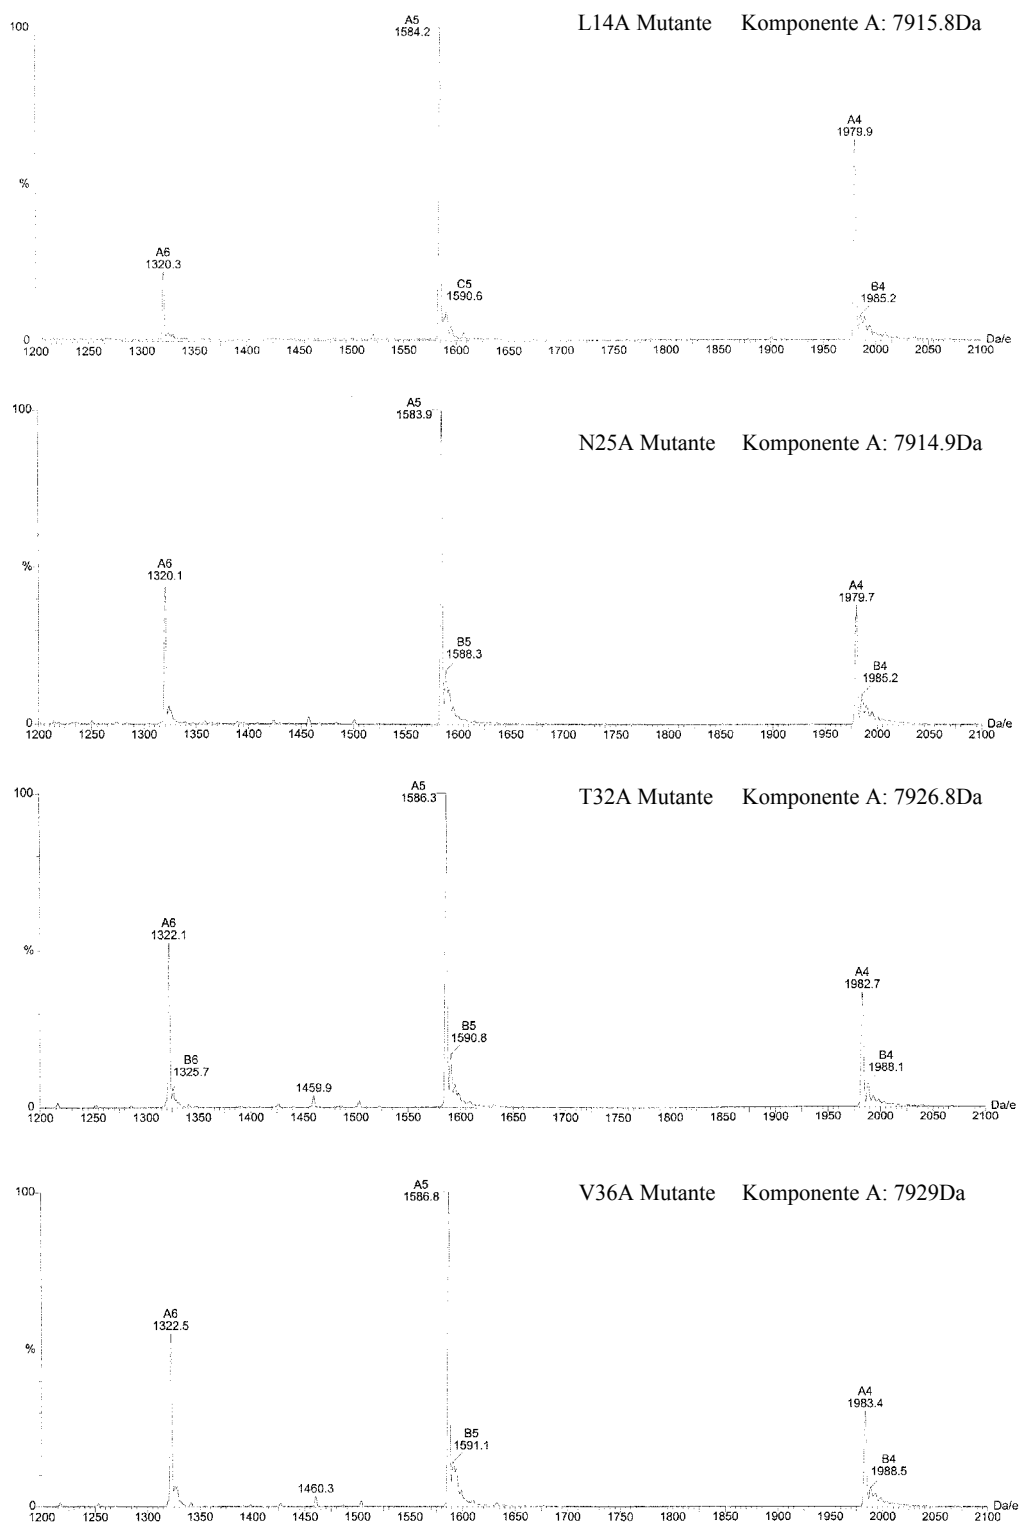 L14A Mutante Komponente A: 7915.8Da
100
%
0
A5
1584.2
A4
1979.9
A6
1320.3
C5
1590.6
B4
1985.2
1200 1250 1300 1350 1400 1450 1500 1550 1600 1650 1700 1750 1800 1850 1900 1950 2000 2050 2100 Da/e
N25A Mutante Komponente A: 7914.9Da
100
%
0
A5
1583.9
A6
1320.1
A4
1979.7
B5
1588.3
B4
1985.2
1200 1250 1300 1350 1400 1450 1500 1550 1600 1650 1700 1750 1800 1850 1900 1950 2000 2050 2100 Da/e
T32A Mutante Komponente A: 7926.8Da
100
%
0
A5
1586.3
A6
1322.1
A4
1982.7
B5
1590.8
B6
1325.7
B4
1988.1
1459.9
1200 1250 1300 1350 1400 1450 1500 1550 1600 1650 1700 1750 1800 1850 1900 1950 2000 2050 2100 Da/e
V36A Mutante Komponente A: 7929Da
100
%
0
A5
1586.8
A6
1322.5
A4
1983.4
B5
1591.1
B4
1988.5
1460.3
1200 1250 1300 1350 1400 1450 1500 1550 1600 1650 1700 1750 1800 1850 1900 1950 2000 2050 2100 Da/e